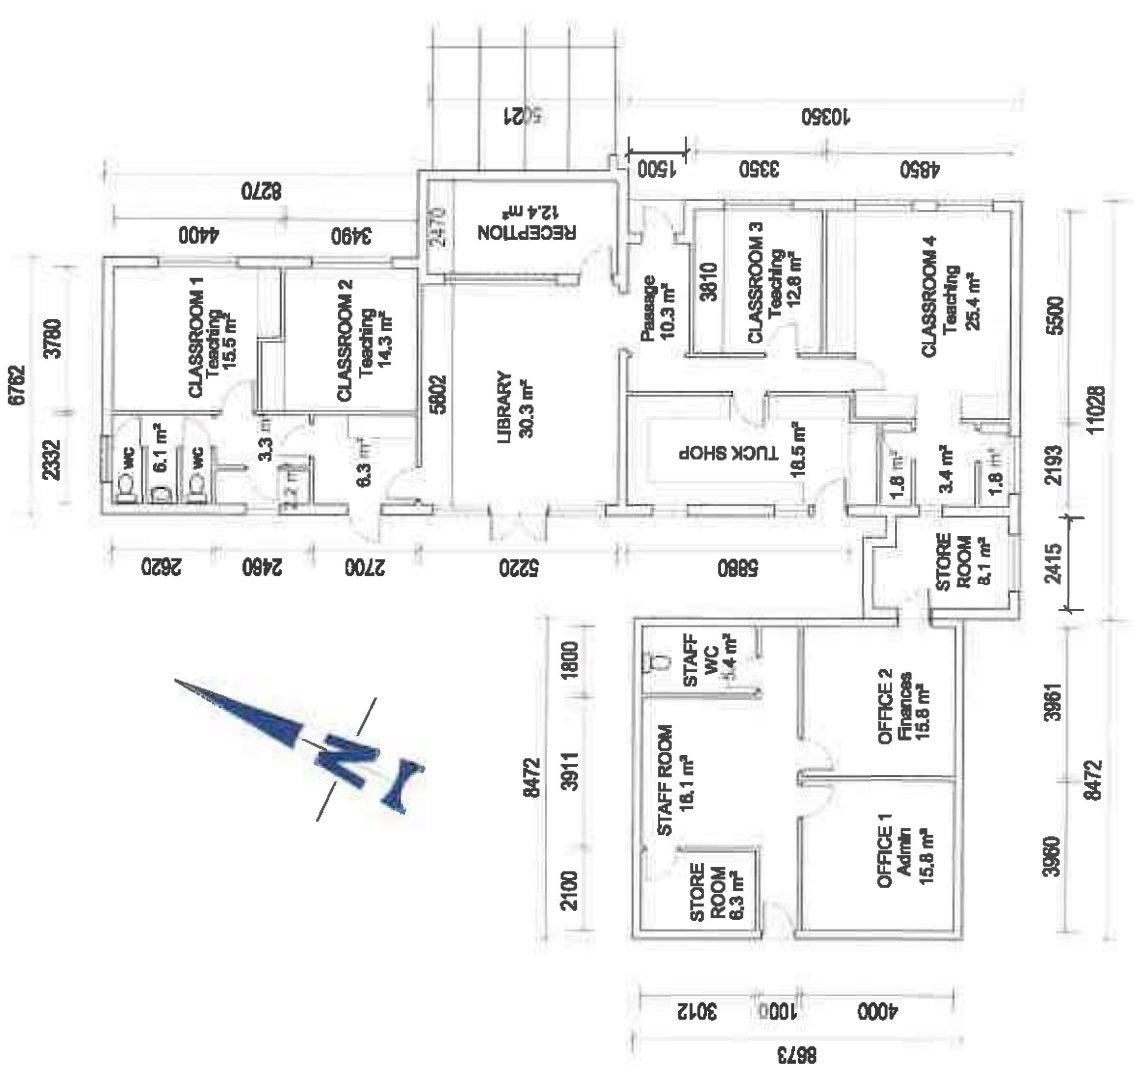 5021
10350
8270
1500
3350
4850
4400
3490
2470
RECEPTION
12.4 m²
6762
3780
2332
CLASSROOM 1
Teaching
15.5 m²
CLASSROOM 2
Teaching
14.3 m²
5802
LIBRARY
30.3 m²
Passage
10.3 m²
3810
CLASSROOM 3
Teaching
12.8 m²
CLASSROOM 4
Teaching
25.4 m²
5500
11028
2193
2415
WC
6.1 m²
WC
3.3 m²
6.3 m²
TUCK SHOP
18.5 m²
1.8 m²
3.4 m²
1.8 m²
STORE
ROOM
8.1 m²
2620
2460
2700
5220
5880
STAFF
WC
5.4 m²
OFFICE 2
Finances
15.8 m²
1800
3911
2100
8472
STAFF ROOM
16.1 m²
STORE
ROOM
6.3 m²
OFFICE 1
Admin
15.8 m²
3961
3960
8472
3012
1000
4000
8673
N